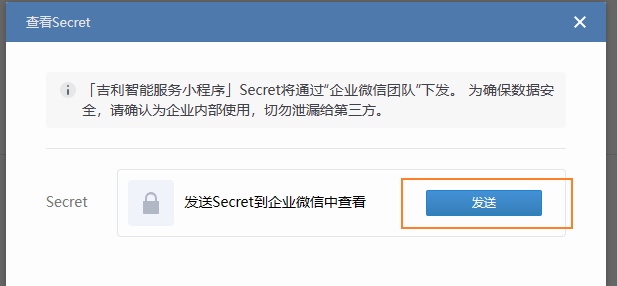 查看Secret
「吉利智能服务小程序」Secret将通过“企业微信团队”下发。 为确保数据安
全，请确认为企业内部使用，切勿泄漏给第三方。
Secret
发送Secret到企业微信中查看
发送